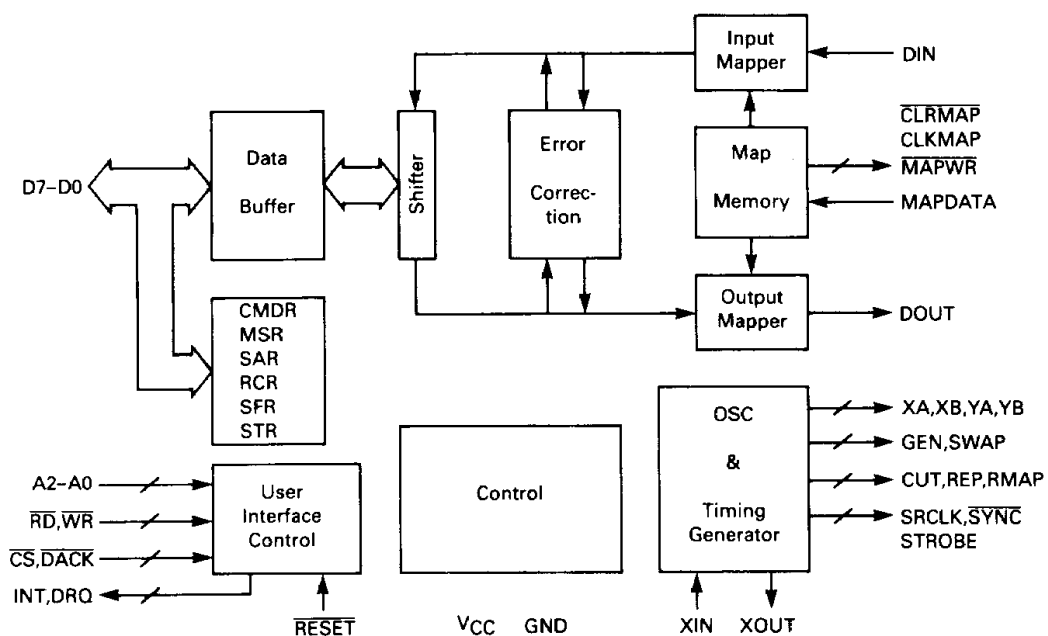 Input
Mapper
DIN
CLRMAP
CLKMAP
MAPWR
MAPDATA
Map
Memory
Error
Correc-
tion
Shifter
Data
Buffer
D7–D0
Output
Mapper
DOUT
CMDR
MSR
SAR
RCR
SFR
STR
OSC
&
Timing
Generator
XA,XB,YA,YB
GEN,SWAP
CUT,REP,RMAP
SRCLK,SYNC
STROBE
Control
User
Interface
Control
A2–A0
RD,WR
CS,DACK
INT,DRQ
RESET
VCC
GND
XIN
XOUT